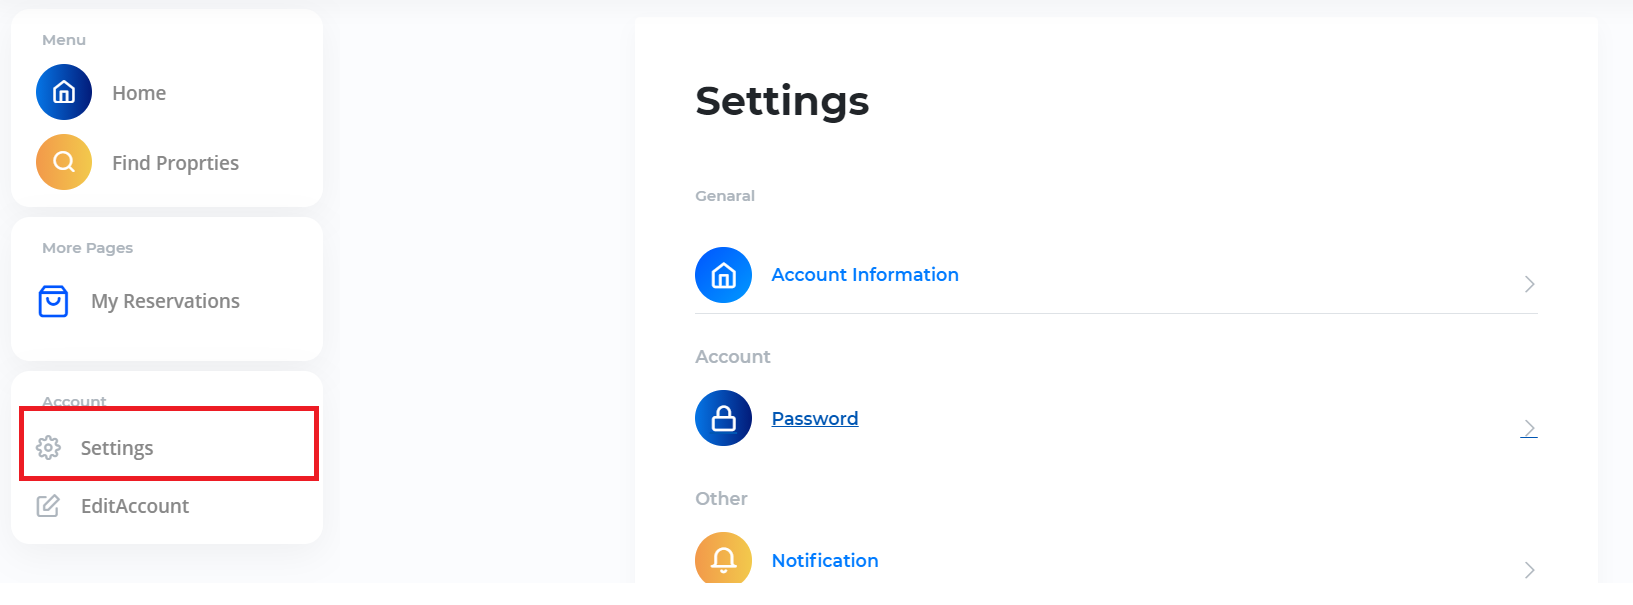 Menu
Home
Find Proprties
More Pages
My Reservations
Account
Settings
EditAccount
Settings
Genaral
Account Information
Account
Password
Other
Notification